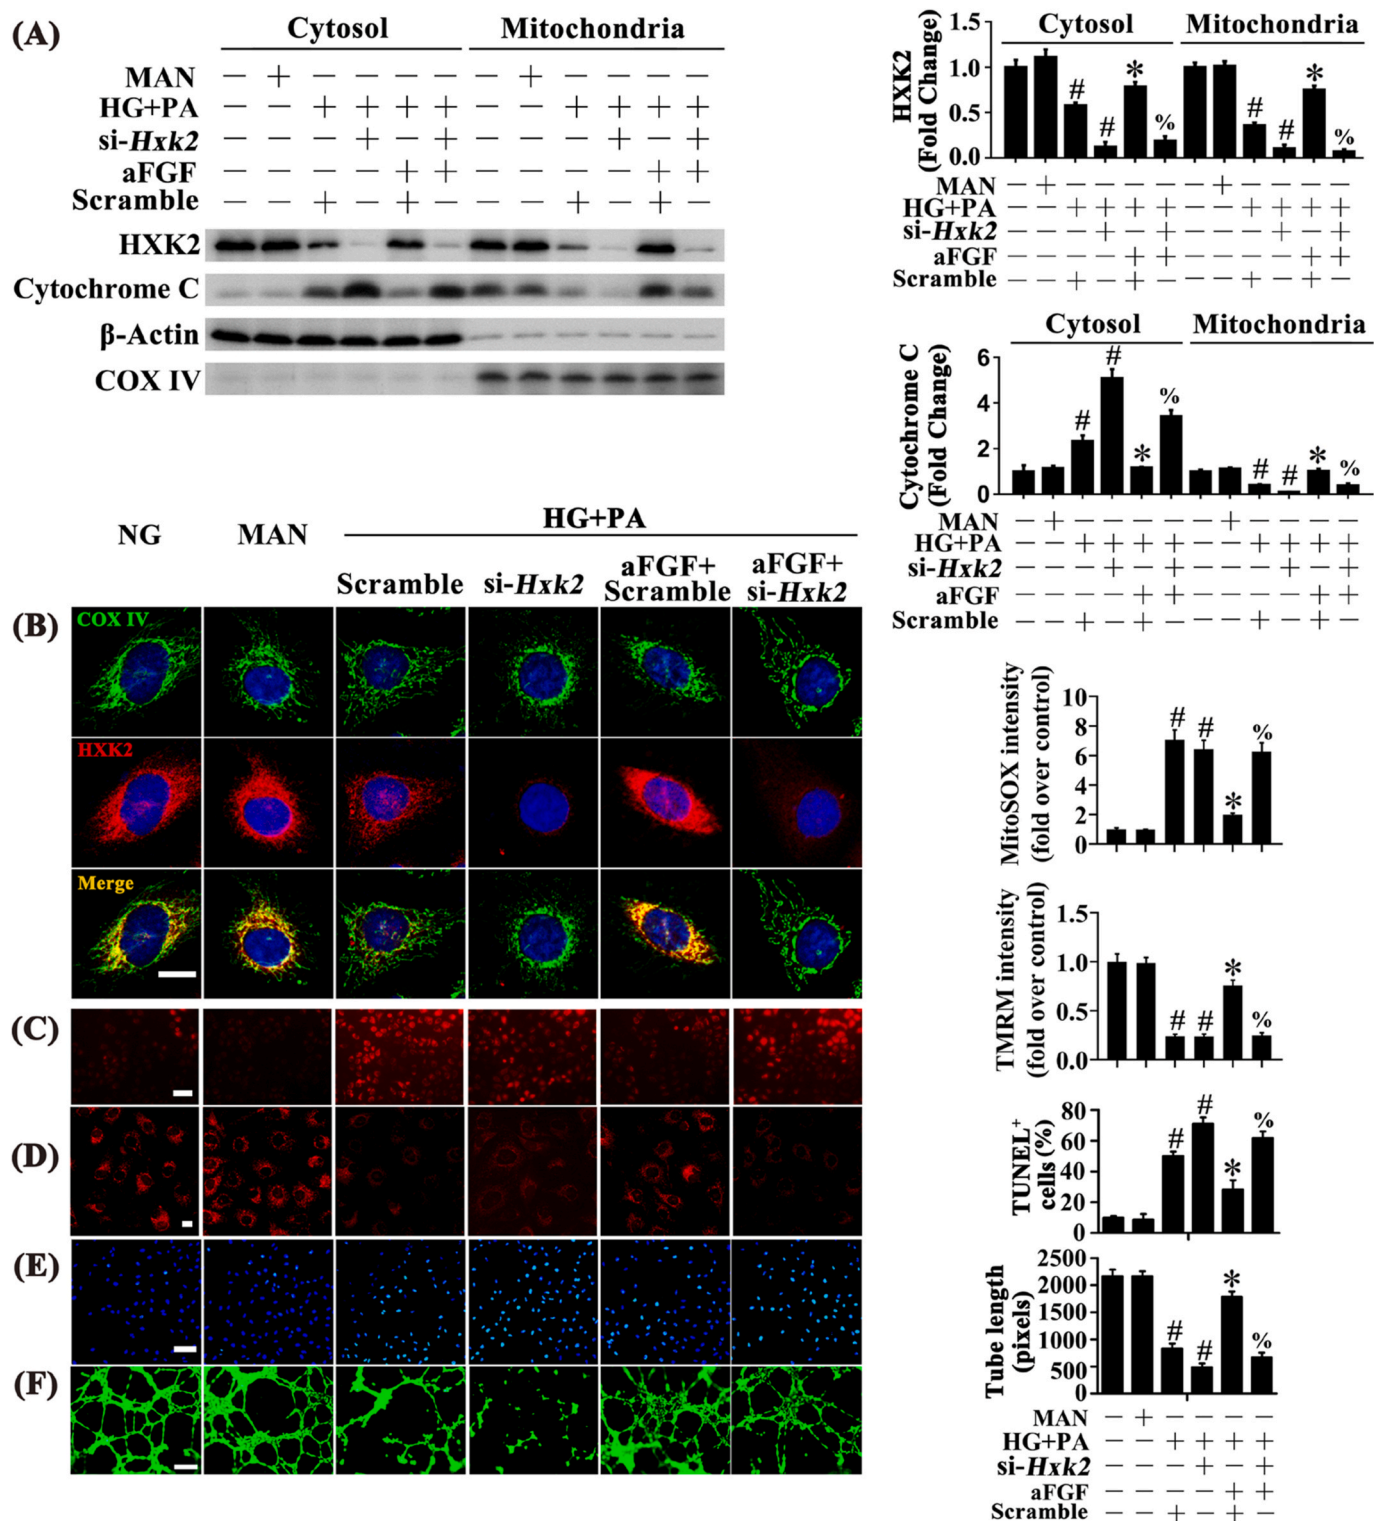 (A)
Cytosol Mitochondria
MAN — + — — — — — + — — — —
HG+PA — — + + + + — — + + + +
si-Hxk2 — — — + — + — — — + — +
aFGF — — — — + + — — — — + +
Scramble — — + — + — — — + — + —
HXK2
Cytochrome C
β-Actin
COX IV
HXK2
(Fold Change)
1.5
1.0
0.5
0.0
Cytosol Mitochondria
# # * % # # * %
MAN — + — — — — — + — — — —
HG+PA — — + + + + — — + + + +
si-Hxk2 — — — + — + — — — + — +
aFGF — — — — + + — — — — + +
Scramble — — + — + — — — + — + —
Cytochrome C
(Fold Change)
6
4
2
0
Cytosol Mitochondria
# # * % # # * %
MAN — + — — — — — + — — — —
HG+PA — — + + + + — — + + + +
si-Hxk2 — — — + — + — — — + — +
aFGF — — — — + + — — — — + +
Scramble — — + — + — — — + — + —
NG MAN HG+PA
Scramble si-Hxk2 aFGF+ Scramble aFGF+ si-Hxk2
(B)
COX IV
HXK2
Merge
(C)
(D)
(E)
(F)
MitoSOX intensity
(fold over control)
10
8
6
4
2
0
# # * %
TMRM intensity
(fold over control)
1.5
1.0
0.5
0.0
# # * %
TUNEL+
cells (%)
80
60
40
20
0
# # * %
Tube length
(pixels)
2500
2000
1500
1000
500
0
# # * %
MAN — + — — — —
HG+PA — — + + + +
si-Hxk2 — — — + — +
aFGF — — — — + +
Scramble — — + — + —